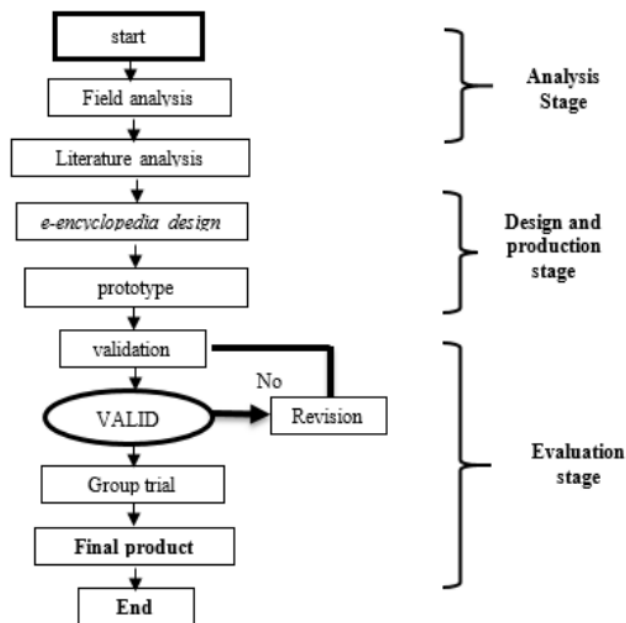 start
Analysis
Stage
Field analysis
Literature analysis
e-encyclopedia design
Design and
production
stage
prototype
validation
No
VALID
Revision
Evaluation
stage
Group trial
Final product
End